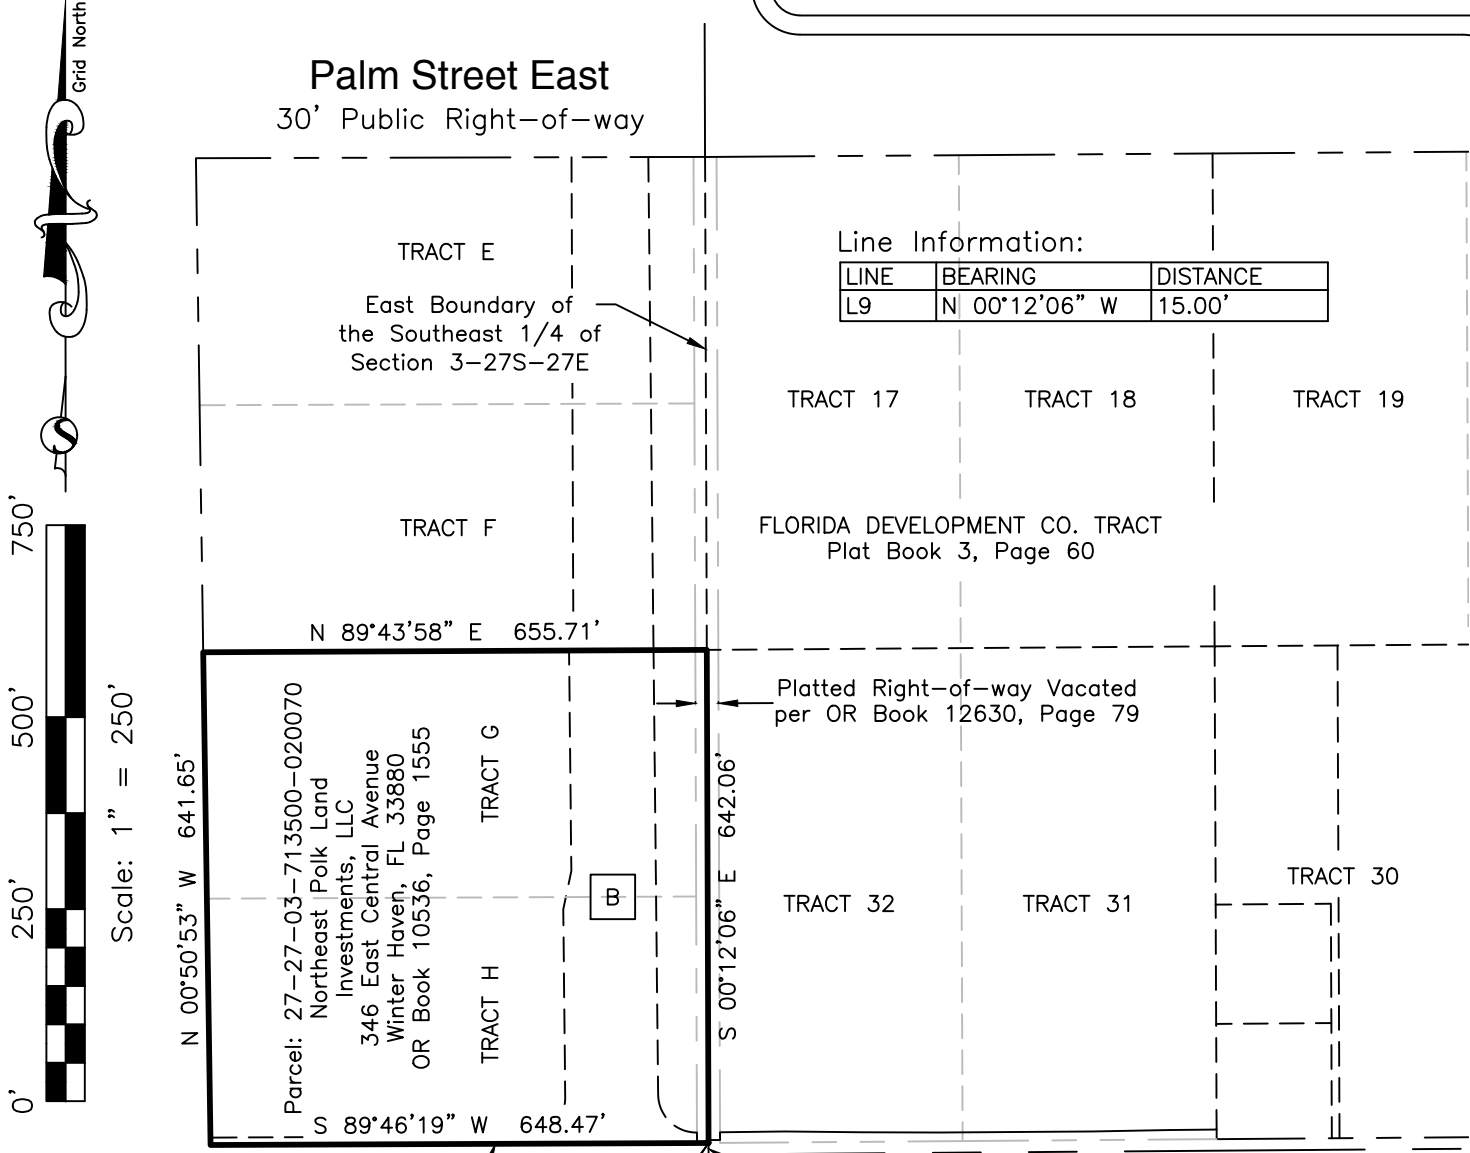 Grid North
Palm Street East
30' Public Right-of-way
TRACT E
East Boundary of
the Southeast 1/4 of
Section 3-27S-27E
Line Information:
LINE BEARING DISTANCE
L9 N 00°12'06" W 15.00'
TRACT 17
TRACT 18
TRACT 19
TRACT F
FLORIDA DEVELOPMENT CO. TRACT
Plat Book 3, Page 60
N 89°43'58" E 655.71'
Platted Right-of-way Vacated
per OR Book 12630, Page 79
750'
500'
250'
0'
Scale: 1" = 250'
N 00°50'53" W 641.65'
Parcel: 27-27-03-713500-020070
Northeast Polk Land
Investments, LLC
346 East Central Avenue
Winter Haven, FL 33880
OR Book 10536, Page 1555
TRACT G
TRACT H
B
S 00°12'06" E 642.06'
TRACT 32
TRACT 31
TRACT 30
S 89°46'19" W 648.47'
S